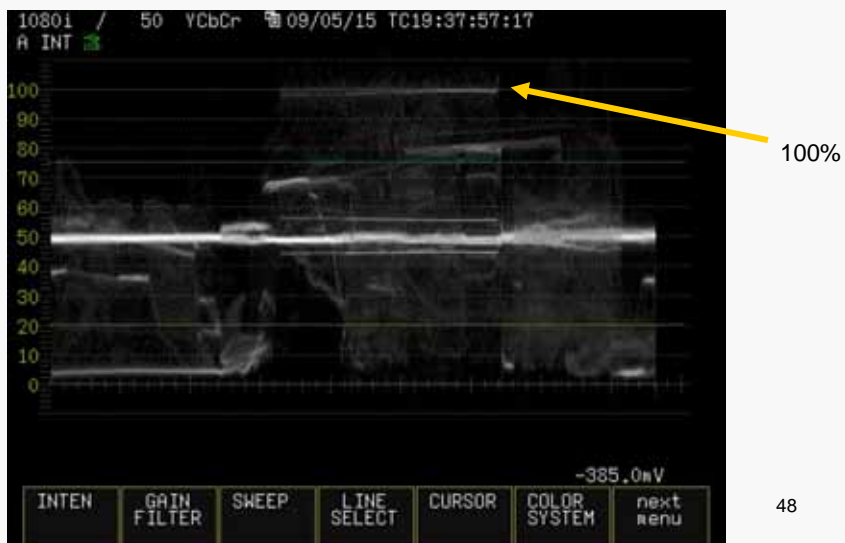 1080i / 50 YCbCr 09/05/15 TC19:37:57:17
A INT
100
90
80
70
60
50
40
30
20
10
0
100%
-385.0mV
INTEN
GAIN
FILTER
SWEEP
LINE
SELECT
CURSOR
COLOR
SYSTEM
next
menu
48